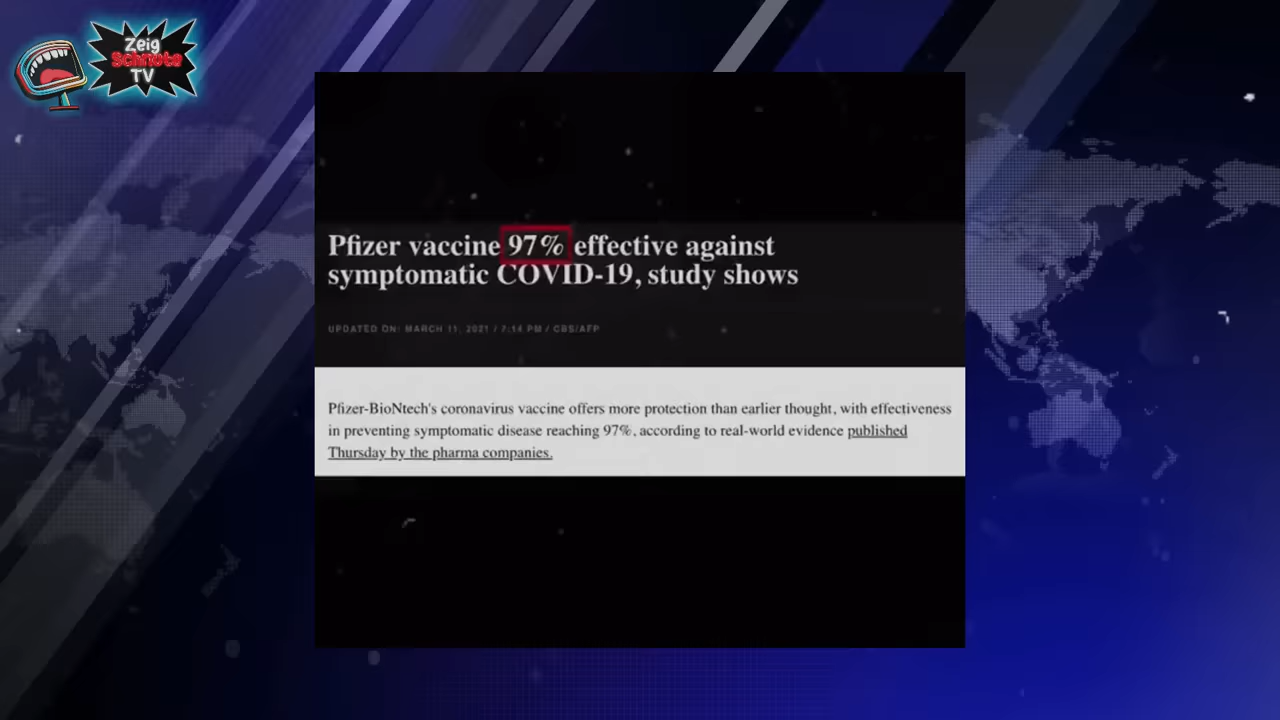 Zeig
Schnute
TV
Pfizer vaccine 97% effective against
symptomatic COVID-19, study shows
UPDATED ON: MARCH 11, 2021 / 7:14 PM / CBS/AFP
Pfizer-BioNtech's coronavirus vaccine offers more protection than earlier thought, with effectiveness
in preventing symptomatic disease reaching 97%, according to real-world evidence published
Thursday by the pharma companies.